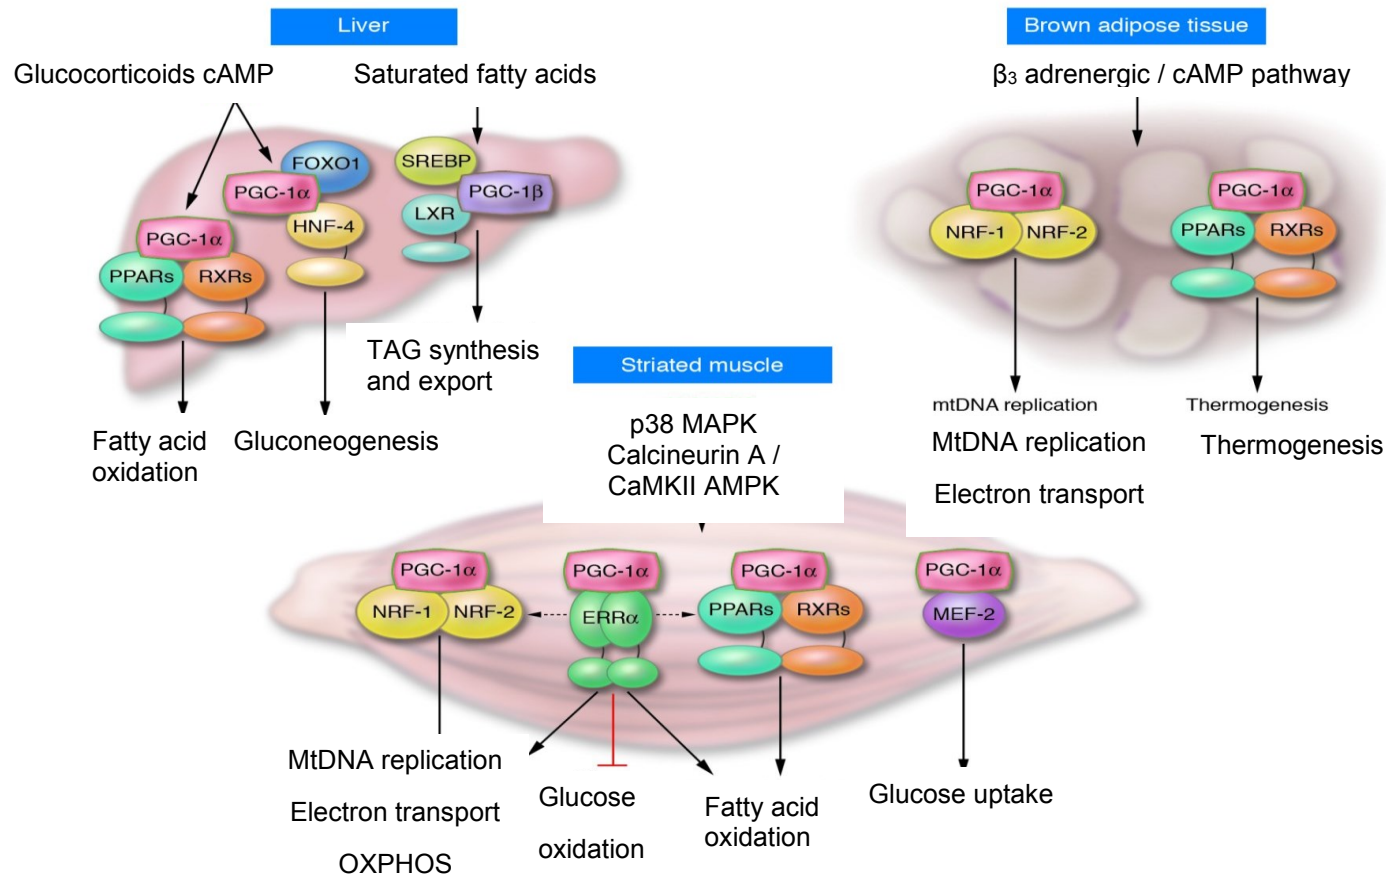 Liver
Glucocorticoids cAMP
Saturated fatty acids
FOXO1
PGC-1α
HNF-4
PGC-1α
PPARs
RXRs
SREBP
PGC-1β
LXR
Fatty acid
oxidation
Gluconeogenesis
TAG synthesis
and export
Brown adipose tissue
β₃ adrenergic / cAMP pathway
PGC-1α
NRF-1
NRF-2
PGC-1α
PPARs
RXRs
mtDNA replication
MtDNA replication
Electron transport
Thermogenesis
Thermogenesis
Striated muscle
p38 MAPK
Calcineurin A /
CaMKII AMPK
PGC-1α
NRF-1
NRF-2
PGC-1α
ERRα
PGC-1α
PPARs
RXRs
PGC-1α
MEF-2
MtDNA replication
Electron transport
OXPHOS
Glucose
oxidation
Fatty acid
oxidation
Glucose uptake